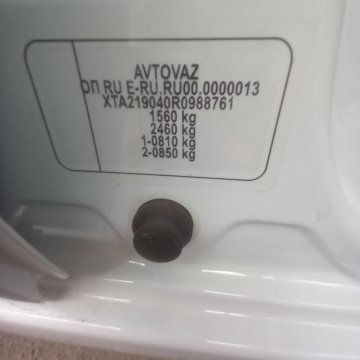 AVTOVAZ
ОП RU E-RU.RU00.0000013
XTA219040R0988761
1560 kg
2460 kg
1-0810 kg
2-0850 kg